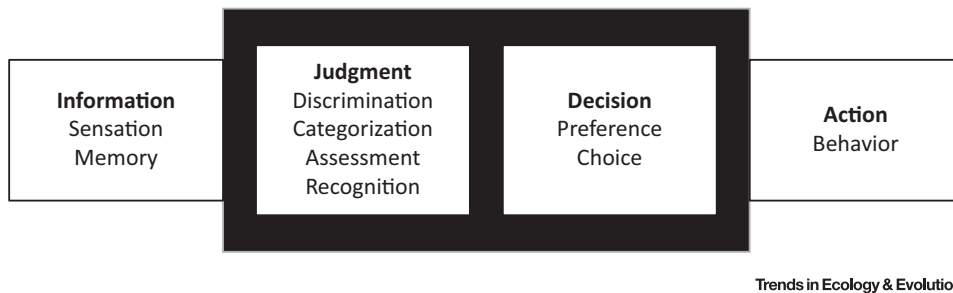 Information
Sensation
Memory
Judgment
Discrimination
Categorization
Assessment
Recognition
Decision
Preference
Choice
Action
Behavior
Trends in Ecology & Evolutio